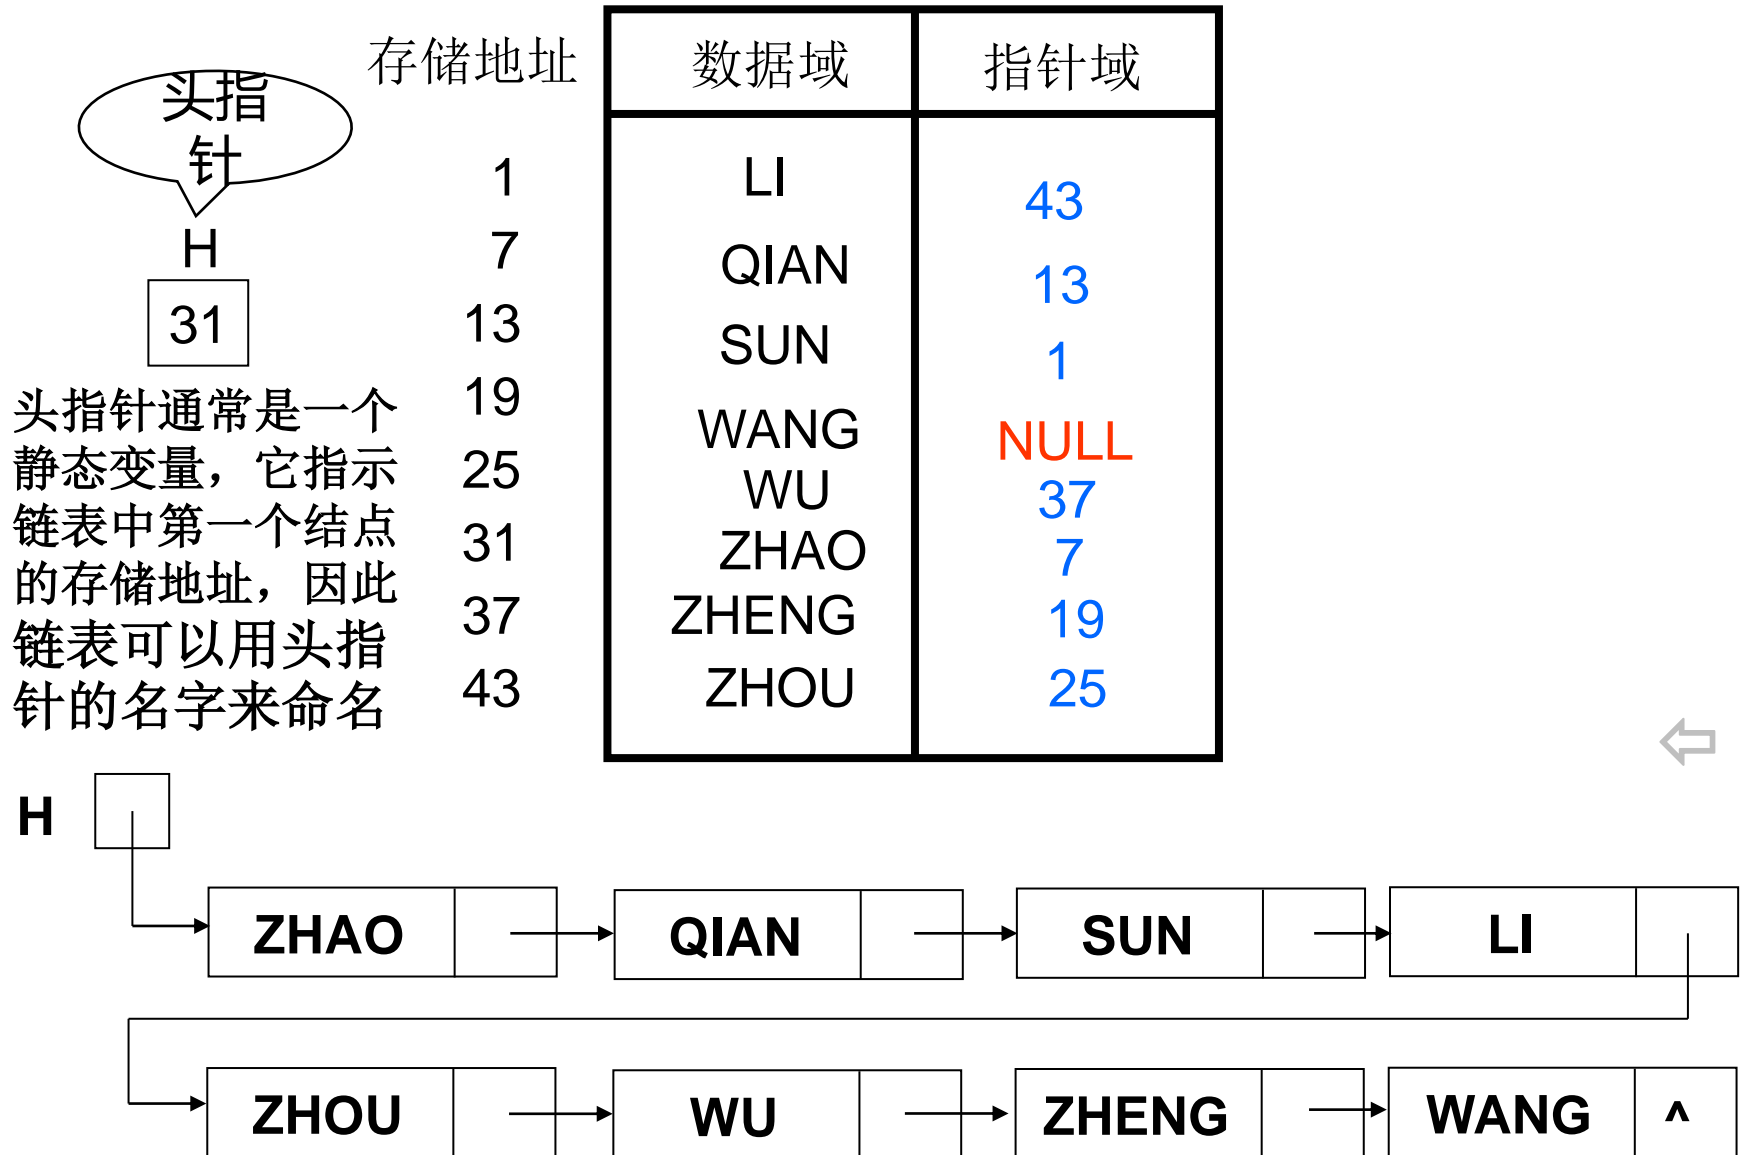 存储地址 数据域 指针域
头指
针
H
31
1 LI 43
7 QIAN 13
13 SUN 1
19 WANG NULL
25 WU 37
31 ZHAO 7
37 ZHENG 19
43 ZHOU 25
头指针通常是一个
静态变量，它指示
链表中第一个结点
的存储地址，因此
链表可以用头指
针的名字来命名
H
ZHAO QIAN SUN LI
ZHOU WU ZHENG WANG ^